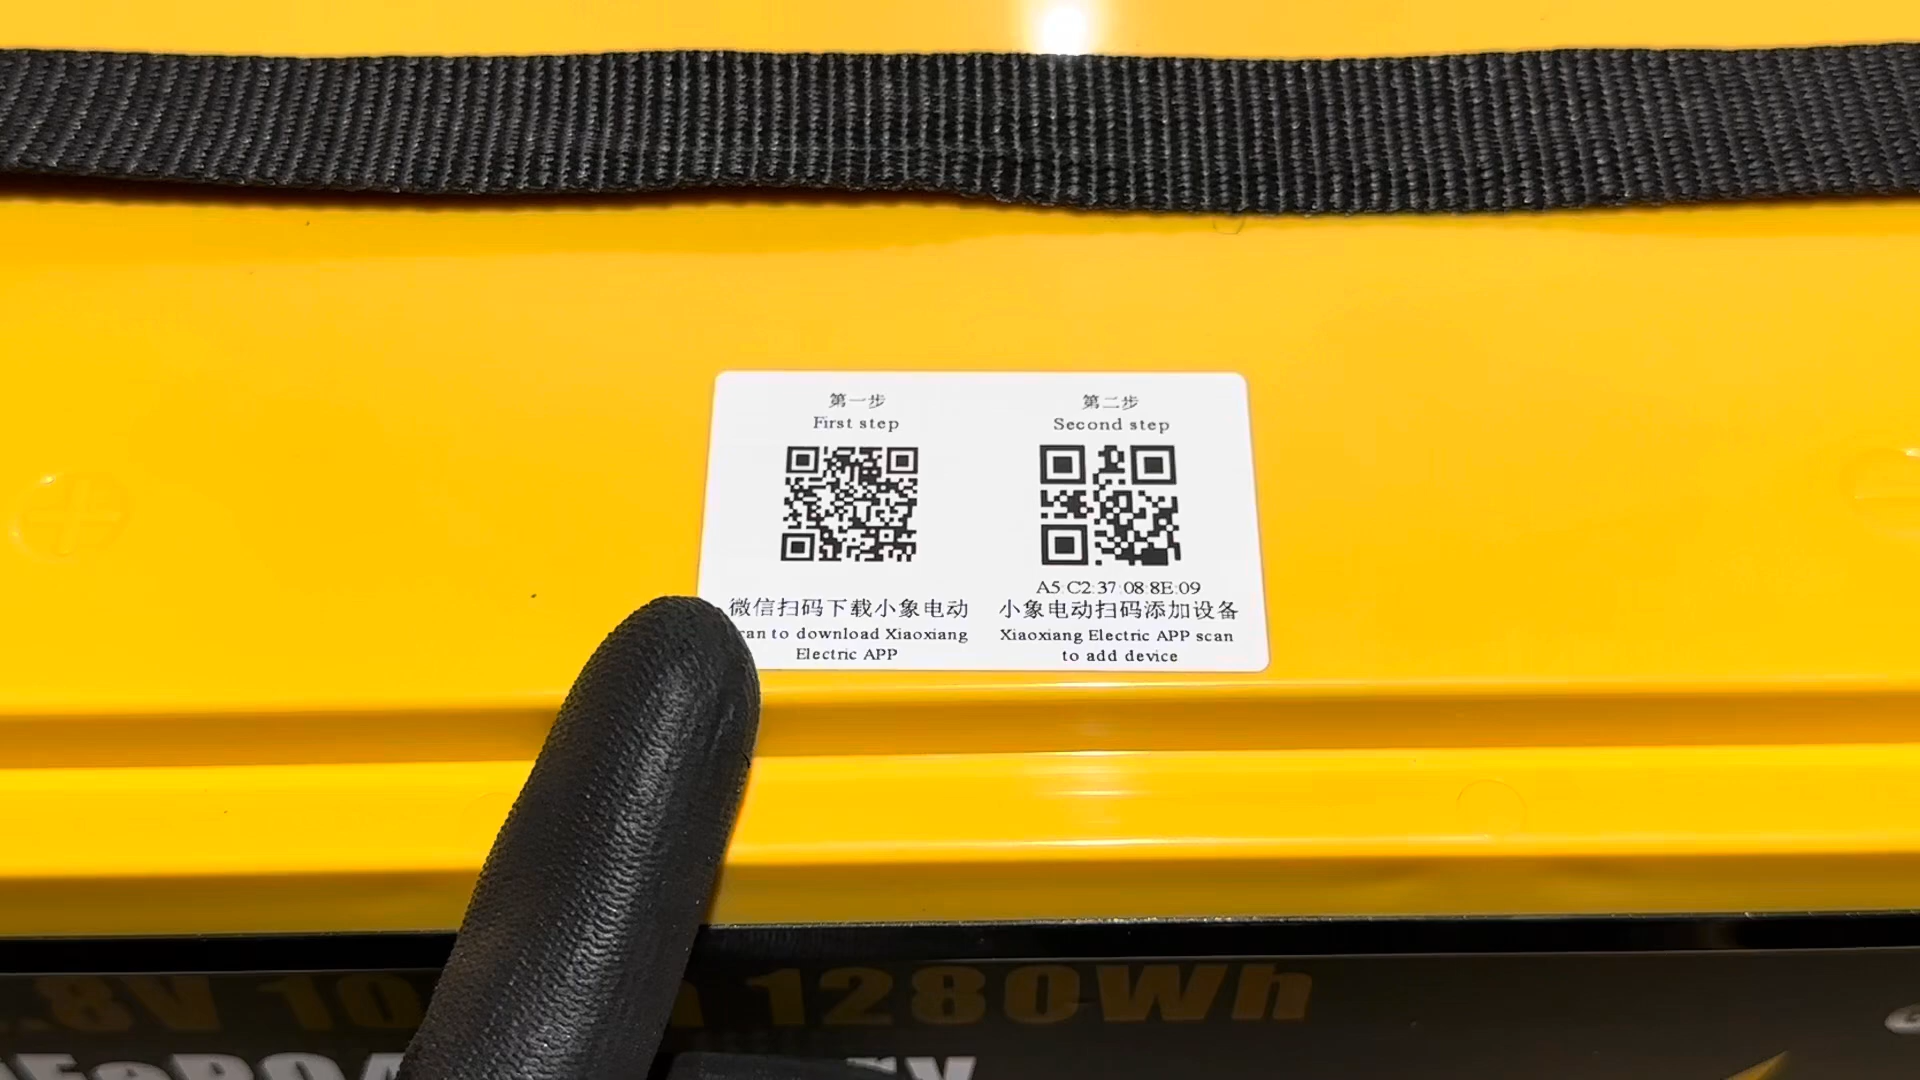 第一步
First step
第二步
Second step
A5:C2:37:08:8E:09
微信扫码下载小象电动
to download Xiaoxiang
Electric APP
小象电动扫码添加设备
Xiaoxiang Electric APP scan
to add device
1280Wh